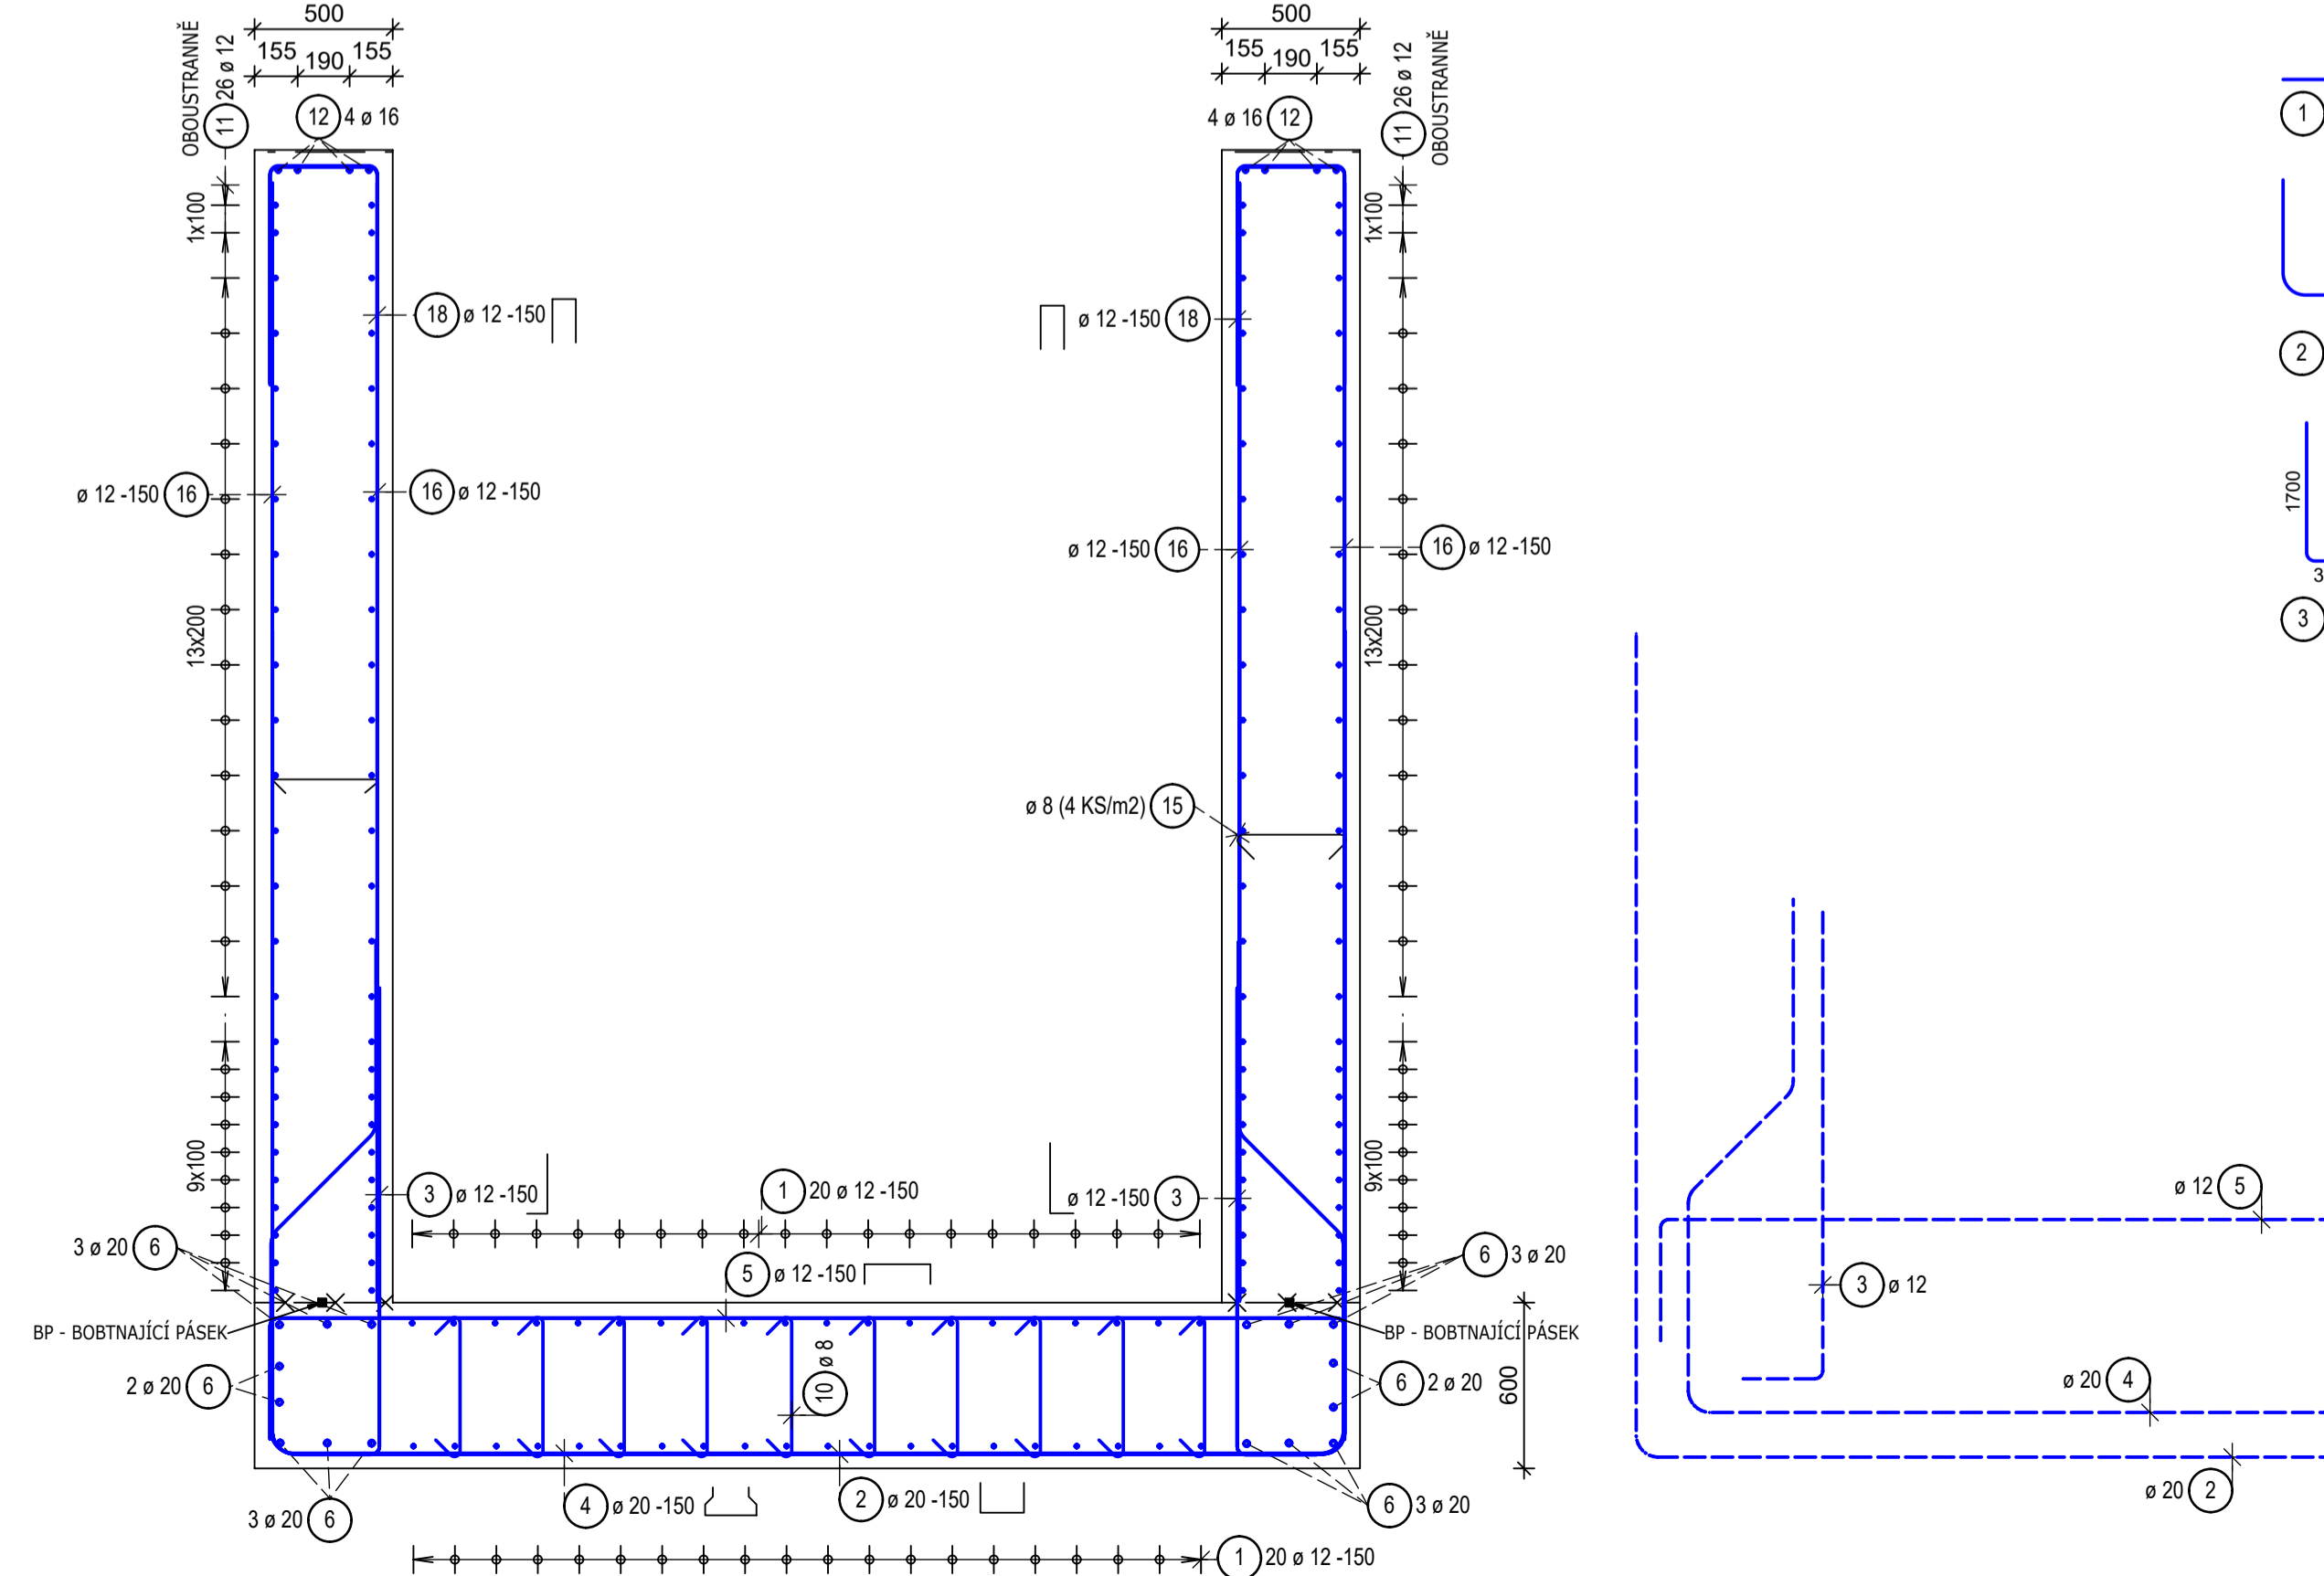 500
155 190 155
OBOUSTRANNĚ
11 26 ø 12
12 4 ø 16
1x100
18 ø 12 -150
ø 12 -150 16
16 ø 12 -150
13x200
9x100
3 ø 12 -150
3 ø 20 6
BP - BOBTNAJÍCÍ PÁSEK
2 ø 20 6
3 ø 20 6
500
155 190 155
4 ø 16 12
11 26 ø 12
OBOUSTRANNĚ
1x100
ø 12 -150 18
ø 12 -150 16
16 ø 12 -150
13x200
ø 8 (4 KS/m2) 15
9x100
ø 12 -150 3
1 20 ø 12 -150
5 ø 12 -150
10 ø 8
6 3 ø 20
BP - BOBTNAJÍCÍ PÁSEK
600
6 2 ø 20
4 ø 20 -150
2 ø 20 -150
6 3 ø 20
1 20 ø 12 -150
1
2
1700
3
3
ø 12 5
3 ø 12
ø 20 4
ø 20 2